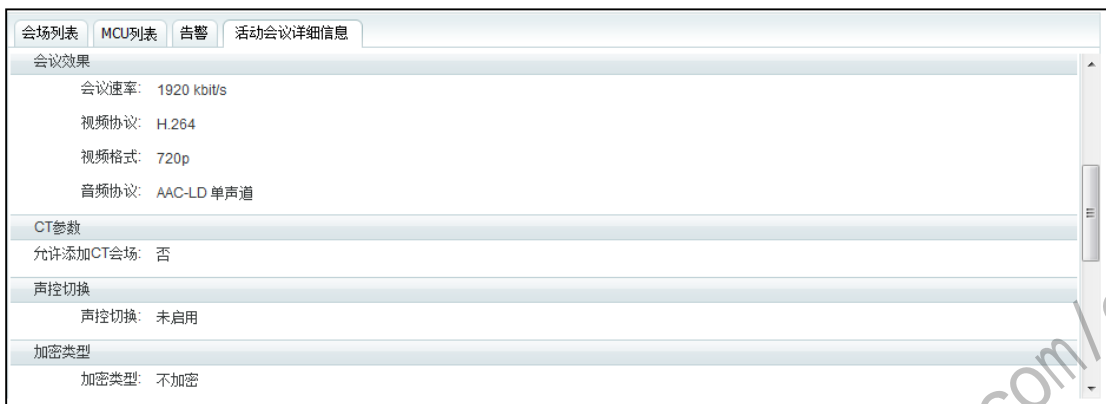 会场列表 MCU列表 告警 活动会议详细信息
会议效果
会议速率: 1920 kbit/s
视频协议: H.264
视频格式: 720p
音频协议: AAC-LD 单声道
CT参数
允许添加CT会场: 否
声控切换
声控切换: 未启用
加密类型
加密类型: 不加密
com/